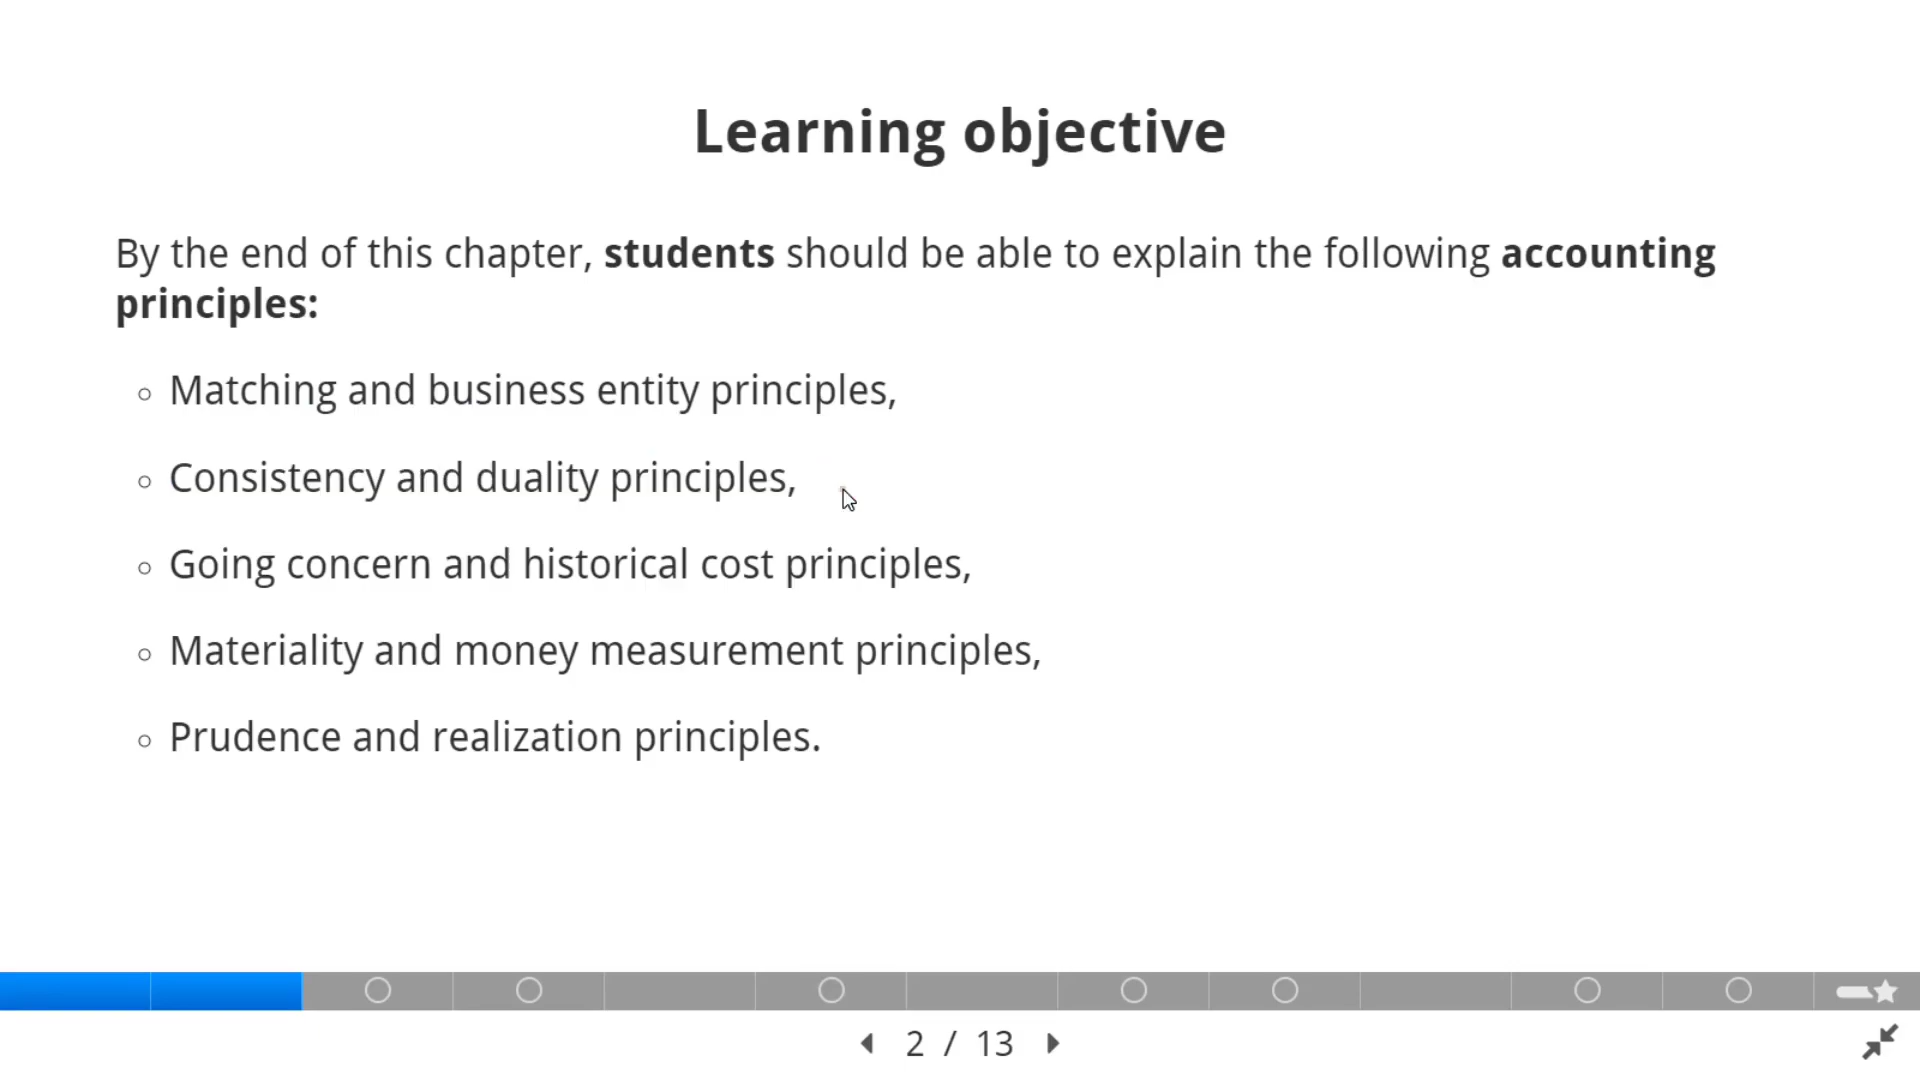 Learning objective
By the end of this chapter, students should be able to explain the following accounting
principles:
Matching and business entity principles,
Consistency and duality principles,
Going concern and historical cost principles,
Materiality and money measurement principles,
Prudence and realization principles.
2 / 13